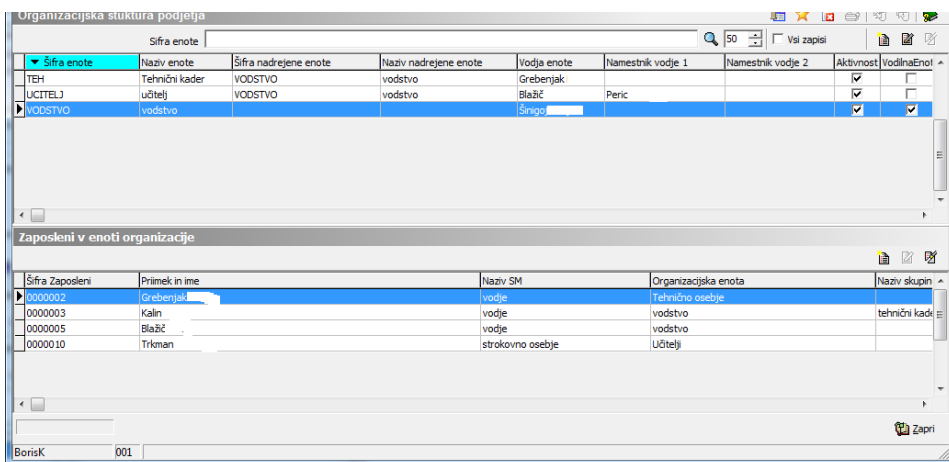 Organizacijska stuktura podjetja
Šifra enote 50 Vsi zapisi
Šifra enote Naziv enote Šifra nadrejene enote Naziv nadrejene enote Vodja enote Namestnik vodje 1 Namestnik vodje 2 Aktivnost VodilnaEnot
TEH Tehnični kader VODSTVO vodstvo Grebenjak
UCITELJ učitelj VODSTVO vodstvo Blažič Peric
VODSTVO vodstvo Šinigo
Zaposleni v enoti organizacije
Šifra Zaposleni Priimek in ime Naziv SM Organizacijska enota Naziv skupin
0000002 Grebenjak vodje Tehnično osebje
0000003 Kalin vodje vodstvo tehnični kade
0000005 Blažič vodje vodstvo
0000010 Trkman strokovno osebje Učitelji
Zapri
BorisK 001